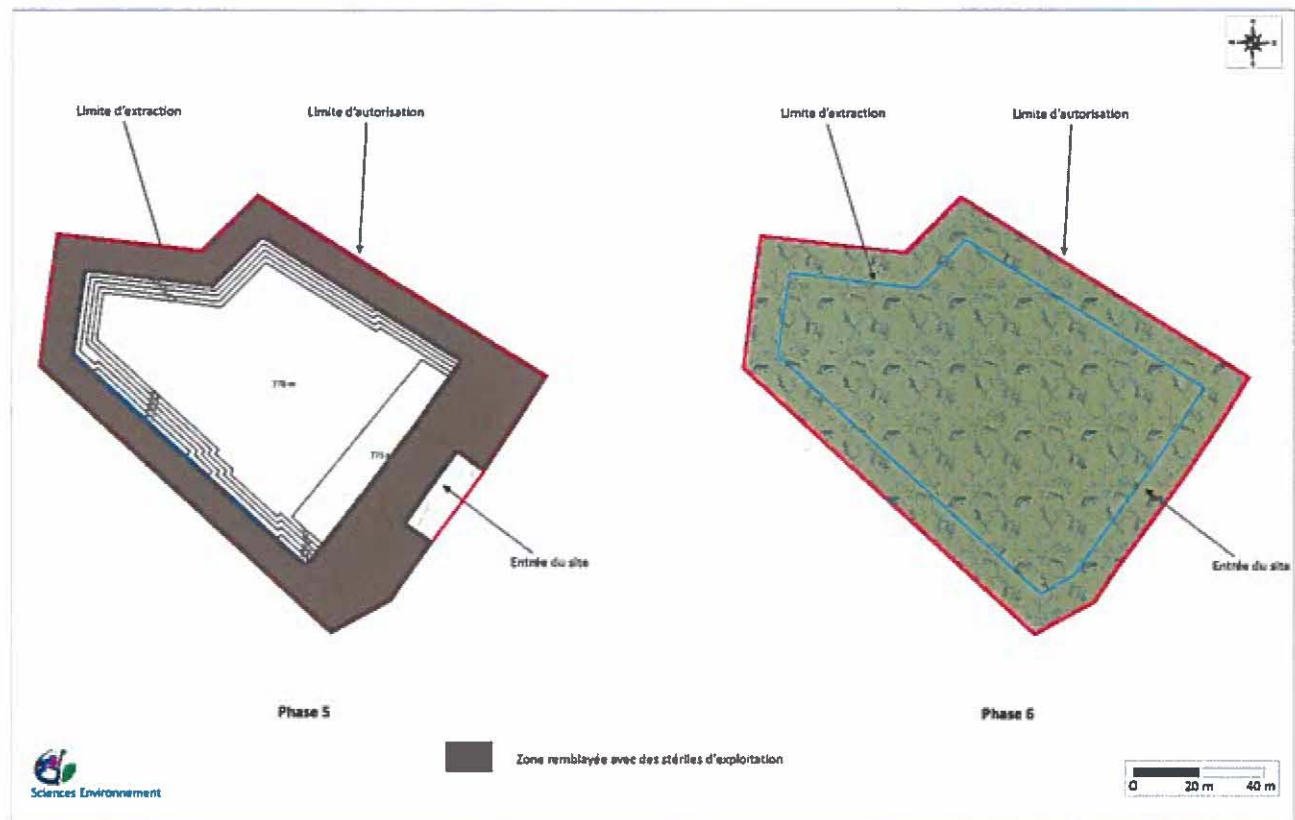 Limite d'extraction
Limite d'autorisation
Limite d'extraction
Limite d'autorisation
Entrée du site
Entrée du site
Phase 5
Phase 6
Zone remblayée avec des stériles d'exploitation
Sciences Environnement
0 20 m 40 m